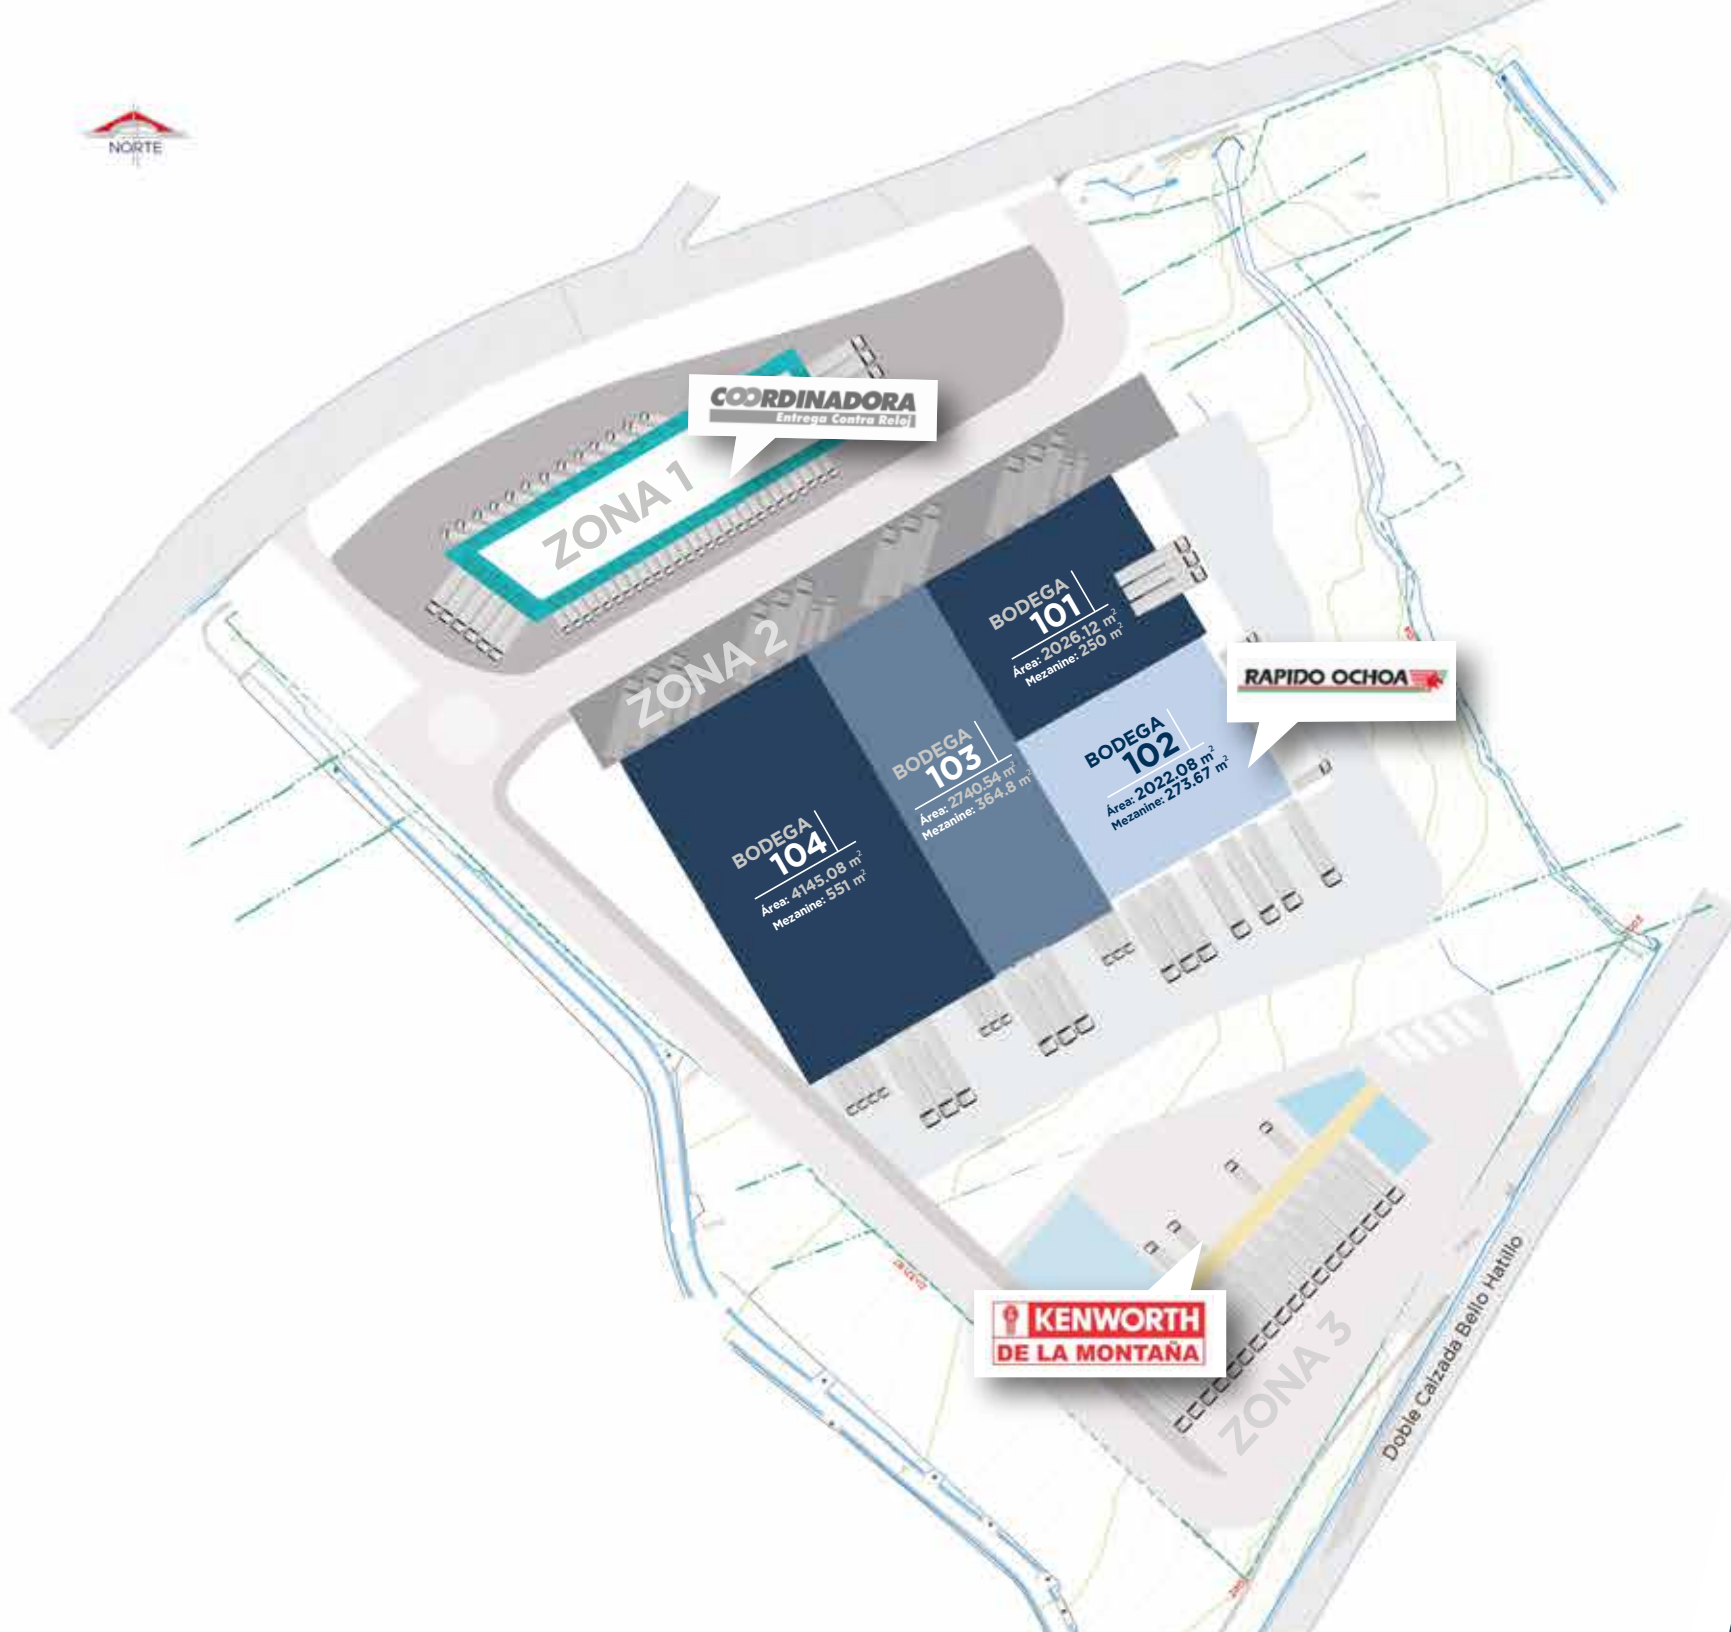 NORTE
COORDINADORA
Entrega Contra Reloj
ZONA 1
ZONA 2
BODEGA
101
Área: 2026.12 m²
Mezanine: 250 m²
RAPIDO OCHOA
BODEGA
102
Área: 2022.08 m²
Mezanine: 273.67 m²
BODEGA
103
Área: 2740.54 m²
Mezanine: 364.8 m²
BODEGA
104
Área: 4145.08 m²
Mezanine: 551 m²
KENWORTH
DE LA MONTAÑA
ZONA 3
Doble Calzada Bello Hatillo